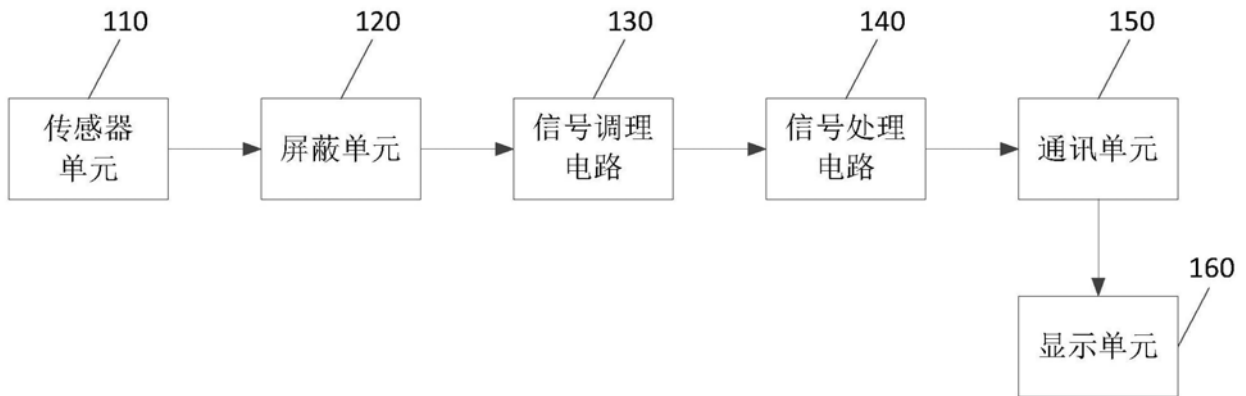 110
120
130
140
150
传感器
单元
屏蔽单元
信号调理
电路
信号处理
电路
通讯单元
160
显示单元